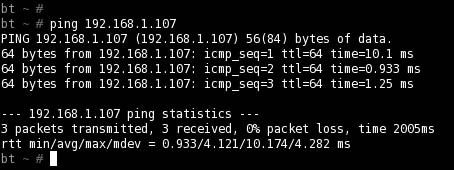 bt ~ #
bt ~ # ping 192.168.1.107
PING 192.168.1.107 (192.168.1.107) 56(84) bytes of data.
64 bytes from 192.168.1.107: icmp_seq=1 ttl=64 time=10.1 ms
64 bytes from 192.168.1.107: icmp_seq=2 ttl=64 time=0.933 ms
64 bytes from 192.168.1.107: icmp_seq=3 ttl=64 time=1.25 ms

--- 192.168.1.107 ping statistics ---
3 packets transmitted, 3 received, 0% packet loss, time 2005ms
rtt min/avg/max/mdev = 0.933/4.121/10.174/4.282 ms
bt ~ #